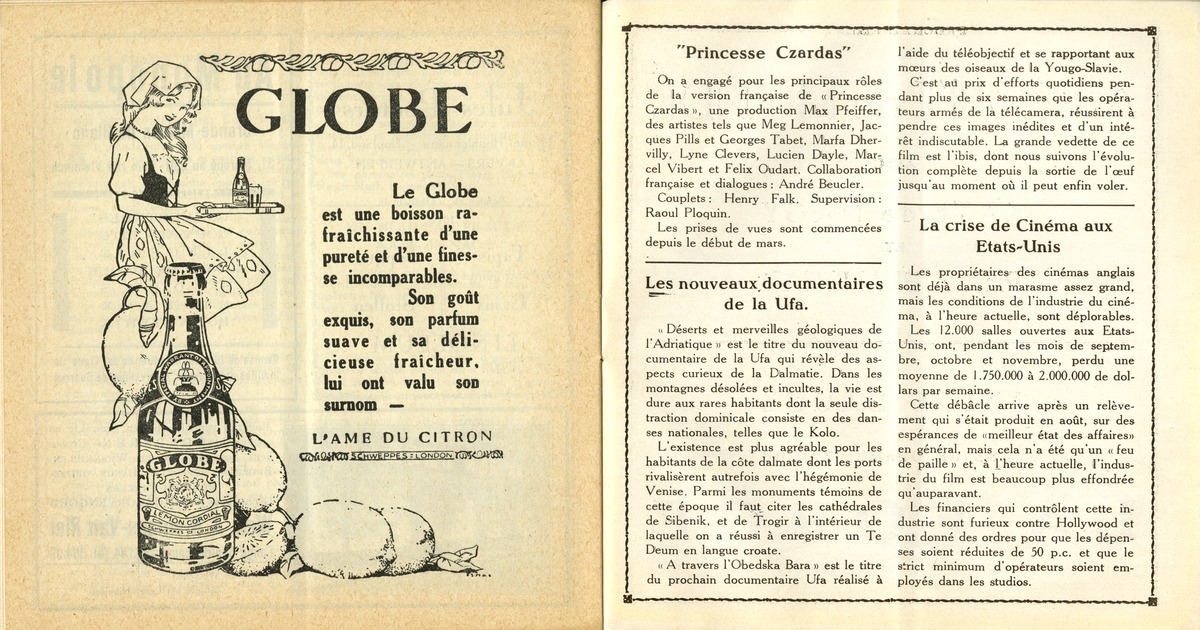 GLOBE
Le Globe
est une boisson ra-
fraîchissante d'une
pureté et d'une fines-
se incomparables.
Son goût
exquis, son parfum
suave et sa déli-
cieuse fraîcheur,
lui ont valu son
surnom —
L'AME DU CITRON
SCHWEPPES=LONDON
GLOBE
LEMON CORDIAL
SCHWEPPES LONDON
"Princesse Czardas"
On a engagé pour les principaux rôles
de la version française de « Princesse
Czardas », une production Max Pfeiffer,
des artistes tels que Meg Lemonnier, Jac-
ques Pills et Georges Tabet, Marfa Dher-
villy, Lyne Clevers, Lucien Dayle, Mar-
cel Vibert et Felix Oudart. Collaboration
française et dialogues : André Beucler.
Couplets : Henry Falk. Supervision :
Raoul Ploquin.
Les prises de vues sont commencées
depuis le début de mars.
Les nouveaux documentaires
de la Ufa.
« Déserts et merveilles géologiques de
l'Adriatique » est le titre du nouveau do-
cumentaire de la Ufa qui révèle des as-
pects curieux de la Dalmatie. Dans les
montagnes désolées et incultes, la vie est
dure aux rares habitants dont la seule dis-
traction dominicale consiste en des dan-
ses nationales, telles que le Kolo.
L'existence est plus agréable pour les
habitants de la côte dalmate dont les ports
rivalisèrent autrefois avec l'hégémonie de
Venise. Parmi les monuments témoins de
cette époque il faut citer les cathédrales
de Sibenik, et de Trogir à l'intérieur de
laquelle on a réussi à enregistrer un Te
Deum en langue croate.
« A travers l'Obedska Bara » est le titre
du prochain documentaire Ufa réalisé à
l'aide du téléobjectif et se rapportant aux
mœurs des oiseaux de la Yougo-Slavie.
C'est au prix d'efforts quotidiens pen-
dant plus de six semaines que les opéra-
teurs armés de la télécamera, réussirent à
pendre ces images inédites et d'un inté-
rêt indiscutable. La grande vedette de ce
film est l'ibis, dont nous suivons l'évolu-
tion complète depuis la sortie de l'œuf
jusqu'au moment où il peut enfin voler.
La crise de Cinéma aux
Etats-Unis
Les propriétaires des cinémas anglais
sont déjà dans un marasme assez grand,
mais les conditions de l'industrie du ciné-
ma, à l'heure actuelle, sont déplorables.
Les 12.000 salles ouvertes aux Etats-
Unis, ont, pendant les mois de septem-
bre, octobre et novembre, perdu une
moyenne de 1.750.000 à 2.000.000 de dol-
lars par semaine.
Cette débâcle arrive après un relève-
ment qui s'était produit en août, sur des
espérances de «meilleur état des affaires»
en général, mais cela n'a été qu'un « feu
de paille » et, à l'heure actuelle, l'indus-
trie du film est beaucoup plus effondrée
qu'auparavant.
Les financiers qui contrôlent cette in-
dustrie sont furieux contre Hollywood et
ont donné des ordres pour que les dépen-
ses soient réduites de 50 p.c. et que le
strict minimum d'opérateurs soient em-
ployés dans les studios.